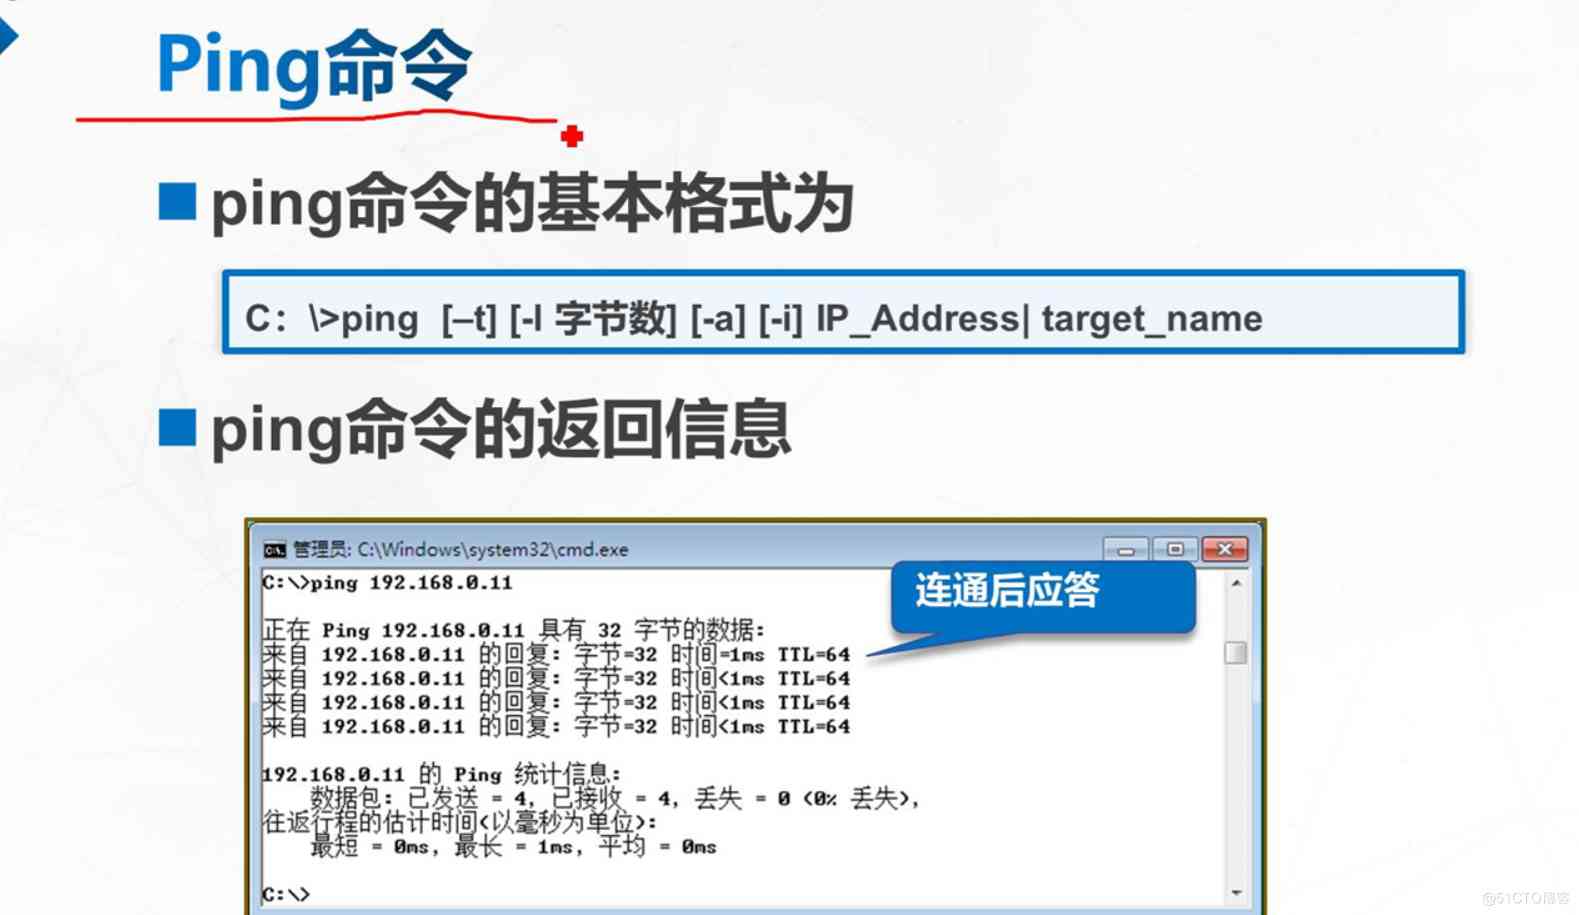 Ping命令
ping命令的基本格式为
C：\>ping [–t] [-l 字节数] [-a] [-i] IP_Address| target_name
ping命令的返回信息
管理员: C:\Windows\system32\cmd.exe
C:\>ping 192.168.0.11
连通后应答
正在 Ping 192.168.0.11 具有 32 字节的数据:
来自 192.168.0.11 的回复: 字节=32 时间=1ms TTL=64
来自 192.168.0.11 的回复: 字节=32 时间<1ms TTL=64
来自 192.168.0.11 的回复: 字节=32 时间<1ms TTL=64
来自 192.168.0.11 的回复: 字节=32 时间<1ms TTL=64
192.168.0.11 的 Ping 统计信息:
数据包: 已发送 = 4, 已接收 = 4, 丢失 = 0 (0% 丢失),
往返行程的估计时间(以毫秒为单位):
最短 = 0ms, 最长 = 1ms, 平均 = 0ms
C:\>
@51CTO博客